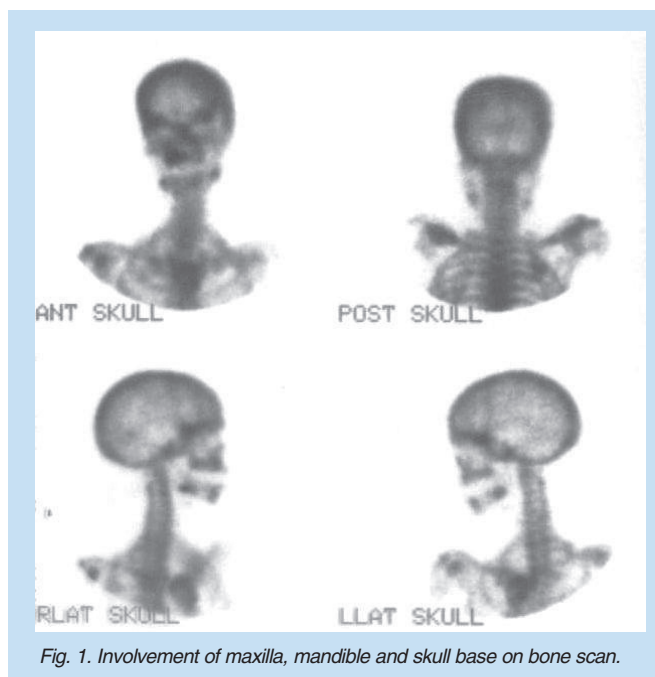 ANT SKULL
POST SKULL
RLAT SKULL
LLAT SKULL
Fig. 1. Involvement of maxilla, mandible and skull base on bone scan.